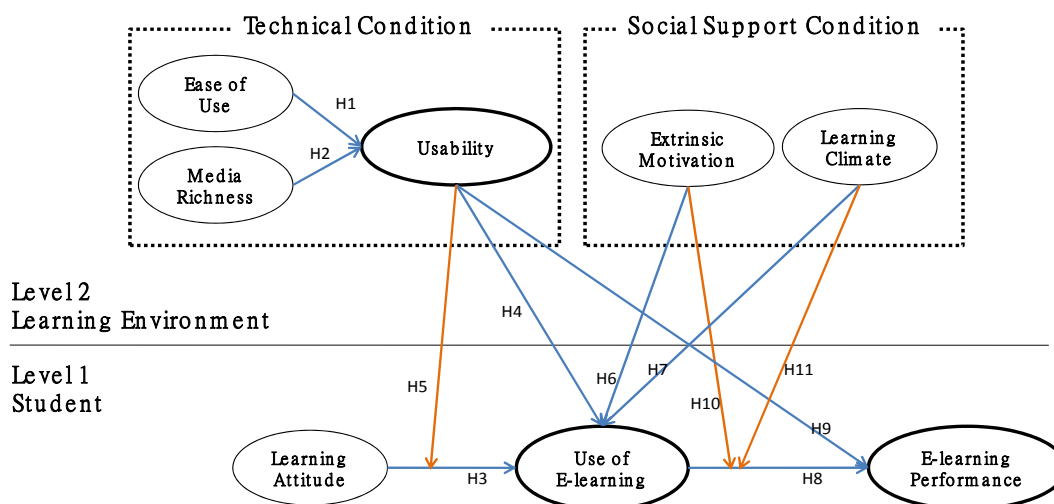 Technical Condition
Social Support Condition
Ease of
Use
H1
H2
Media
Richness
Usability
Extrinsic
Motivation
Learning
Climate
Level 2
Learning Environment
H4
Level 1
Student
H5
H6
H7
H11
H10
H9
Learning
Attitude
H3
Use of
E-learning
H8
E-learning
Performance